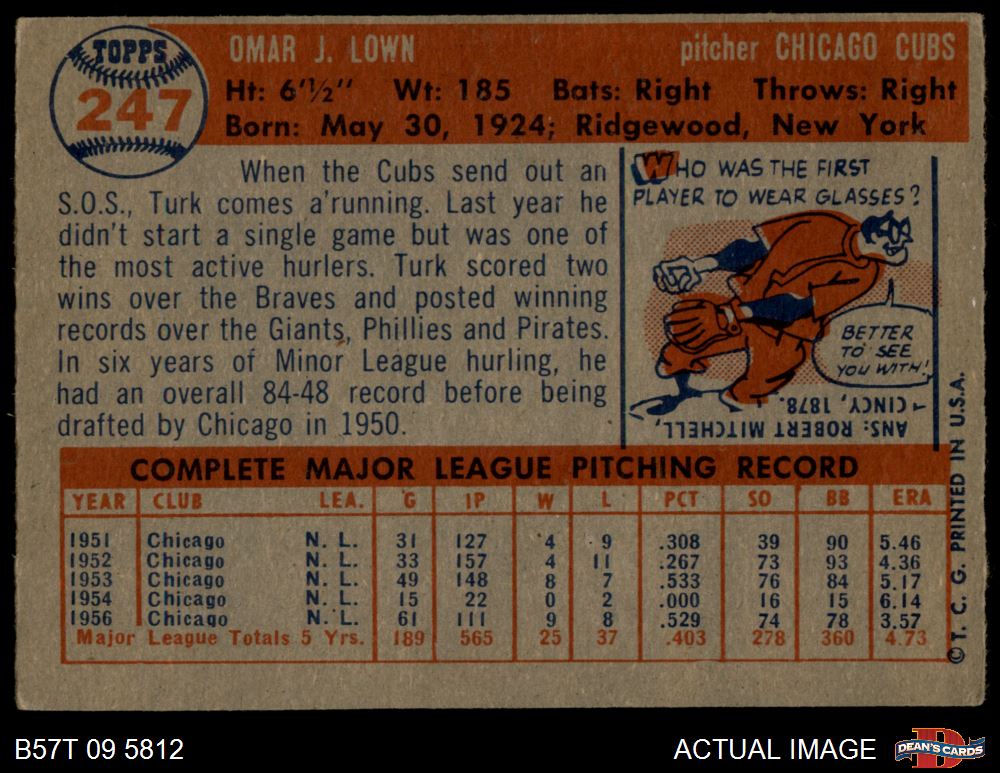 TOPPS
247
OMAR J. LOWN pitcher CHICAGO CUBS
Ht: 6'½" Wt: 185 Bats: Right Throws: Right
Born: May 30, 1924; Ridgewood, New York
When the Cubs send out an
S.O.S., Turk comes a'running. Last year he
didn't start a single game but was one of
the most active hurlers. Turk scored two
wins over the Braves and posted winning
records over the Giants, Phillies and Pirates.
In six years of Minor League hurling, he
had an overall 84-48 record before being
drafted by Chicago in 1950.
WHO WAS THE FIRST
PLAYER TO WEAR GLASSES?
BETTER
TO SEE
YOU WITH!
ANS: ROBERT MITCHELL,
CINCY, 1878.
COMPLETE MAJOR LEAGUE PITCHING RECORD
YEAR CLUB LEA. G IP W L PCT SO BB ERA
1951 Chicago N. L. 31 127 4 9 .308 39 90 5.46
1952 Chicago N. L. 33 157 4 11 .267 73 93 4.36
1953 Chicago N. L. 49 148 8 7 .533 76 84 5.17
1954 Chicago N. L. 15 22 0 2 .000 16 15 6.14
1956 Chicago N. L. 61 111 9 8 .529 74 78 3.57
Major League Totals 5 Yrs. 189 565 25 37 .403 278 360 4.73
© T. C. G. PRINTED IN U.S.A.
B57T 09 5812 ACTUAL IMAGE
D
DEAN'S CARDS